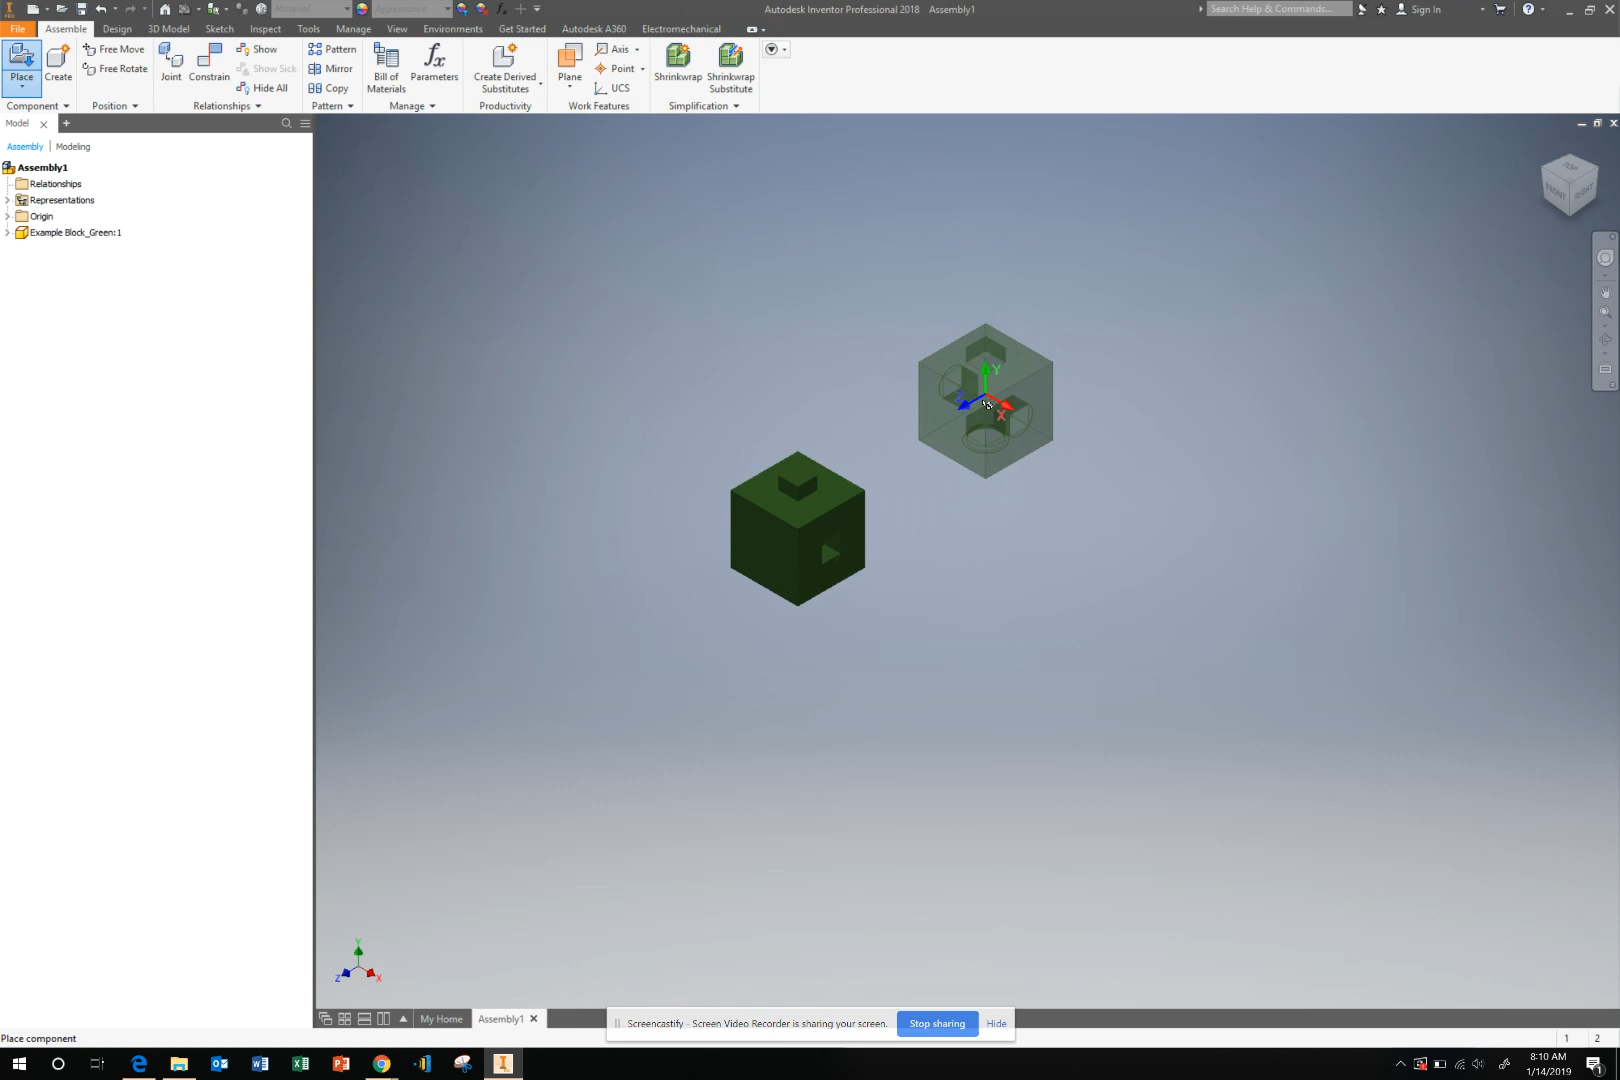 Material
Appearance
Autodesk Inventor Professional 2018 Assembly1
Search Help & Commands...
Sign In
File Assemble Design 3D Model Sketch Inspect Tools Manage View Environments Get Started Autodesk A360 Electromechanical
Place
Create
Component
Free Move
Free Rotate
Position
Joint
Constrain
Show
Show Sick
Hide All
Relationships
Pattern
Mirror
Copy
Pattern
Bill of
Materials
Parameters
Manage
Create Derived
Substitutes
Productivity
Plane
Axis
Point
UCS
Work Features
Shrinkwrap
Shrinkwrap
Substitute
Simplification
Model
Assembly | Modeling
Assembly1
Relationships
Representations
Origin
Example Block_Green:1
TOP
FRONT
RIGHT
Y
Z
X
Y
Z
X
My Home
Assembly1
Screencastify - Screen Video Recorder is sharing your screen.
Stop sharing
Hide
Place component
1 2
8:10 AM
1/14/2019